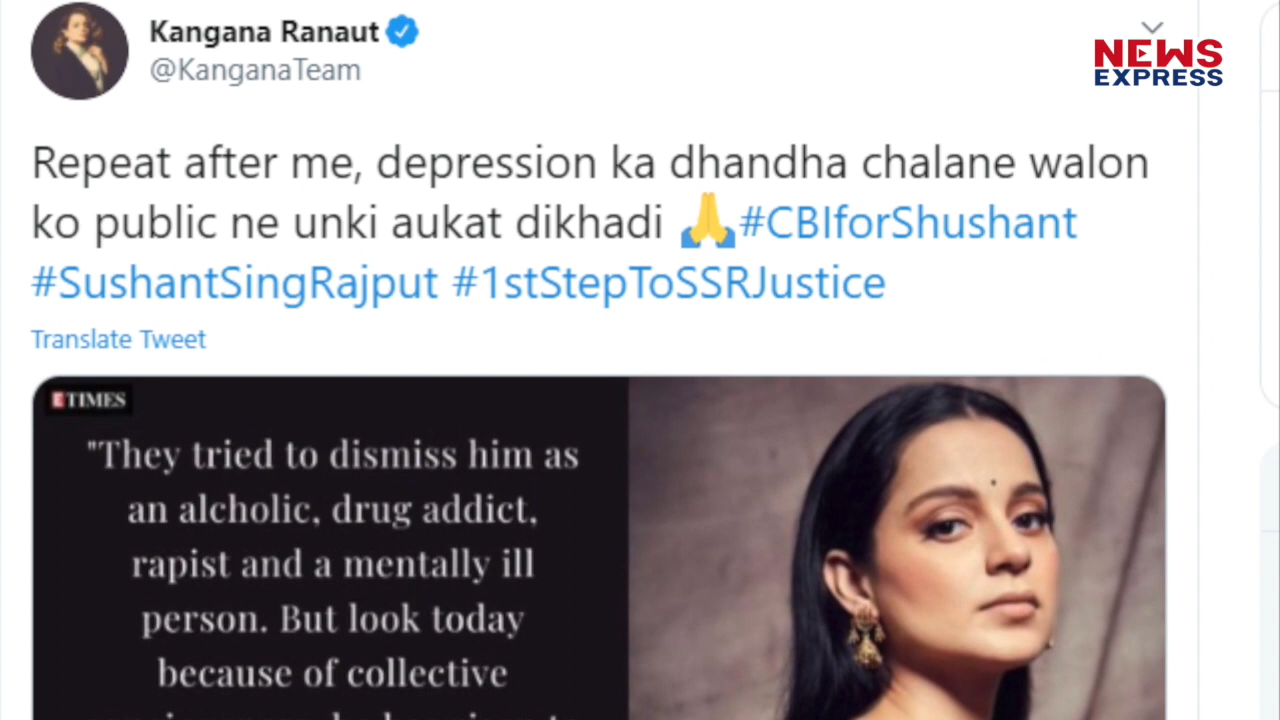 Kangana Ranaut
@KanganaTeam
NEWS
EXPRESS
Repeat after me, depression ka dhandha chalane walon
ko public ne unki aukat dikhadi 🙏#CBIforShushant
#SushantSingRajput #1stStepToSSRJustice
Translate Tweet
ETIMES
"They tried to dismiss him as
an alcholic, drug addict,
rapist and a mentally ill
person. But look today
because of collective